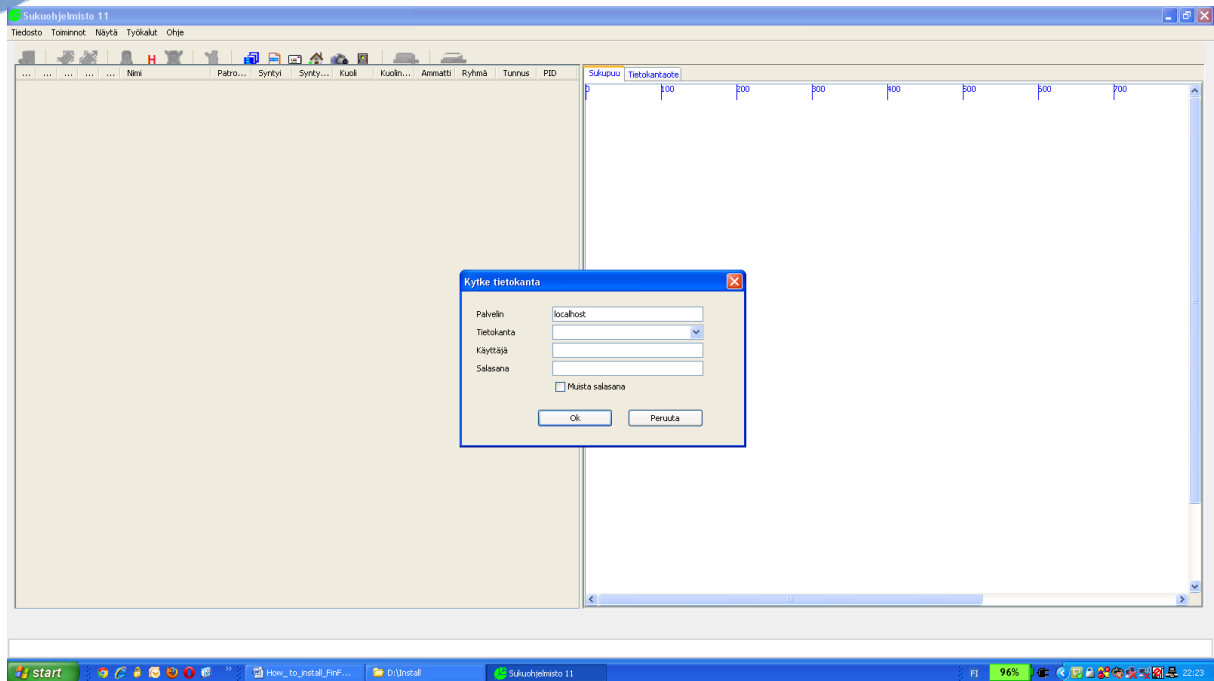 Sukuohjelmisto 11
Tiedosto Toiminnot Näytä Työkalut Ohje
H
... ... ... ... ... Nimi Patro... Syntyi Synty... Kuoli Kuolin... Ammatti Ryhmä Tunnus PID
Sukupuu Tietokantaote
0 100 200 300 400 500 600 700
Kytke tietokanta
Palvelin localhost
Tietokanta
Käyttäjä
Salasana
Muista salasana
Ok Peruuta
start How_to_install_FinF... D:\Install Sukuohjelmisto 11 FI 96% 22:23